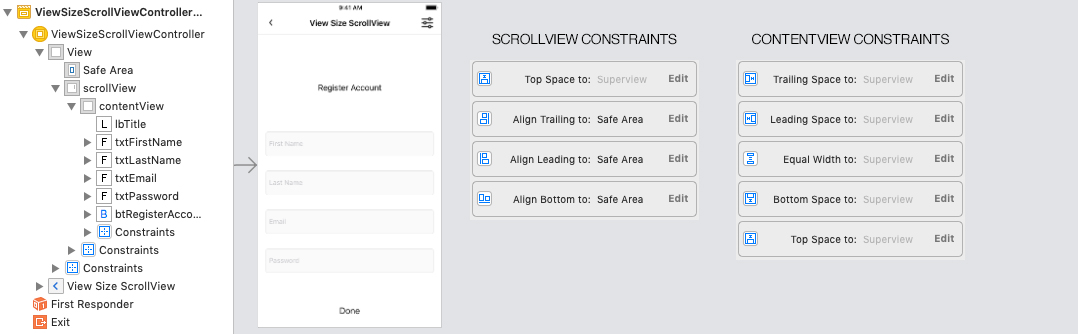 ViewSizeScrollViewController...
ViewSizeScrollViewController
View
Safe Area
scrollView
contentView
L lbTitle
F txtFirstName
F txtLastName
F txtEmail
F txtPassword
B btRegisterAcco...
Constraints
Constraints
Constraints
View Size ScrollView
First Responder
Exit
9:41 AM
View Size ScrollView
Register Account
First Name
Last Name
Email
Password
Done
SCROLLVIEW CONSTRAINTS
Top Space to: Superview Edit
Align Trailing to: Safe Area Edit
Align Leading to: Safe Area Edit
Align Bottom to: Safe Area Edit
CONTENTVIEW CONSTRAINTS
Trailing Space to: Superview Edit
Leading Space to: Superview Edit
Equal Width to: Superview Edit
Bottom Space to: Superview Edit
Top Space to: Superview Edit